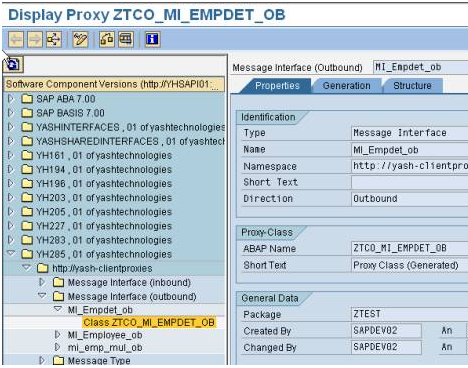 Display Proxy ZTCO_MI_EMPDET_OB
Software Component Versions (http://YHSAPI01:...
SAP ABA 7.00
SAP BASIS 7.00
YASHINTERFACES , 01 of yashtechnologies
YASHSHAREDINTERFACES , 01 of yashtech
YH161 , 01 of yashtechnologies
YH194 , 01 of yashtechnologies
YH196 , 01 of yashtechnologies
YH203 , 01 of yashtechnologies
YH205 , 01 of yashtechnologies
YH227 , 01 of yashtechnologies
YH283 , 01 of yashtechnologies
YH285 , 01 of yashtechnologies
http://yash-clientproxies
Message Interface (inbound)
Message Interface (outbound)
MI_Empdet_ob
Class ZTCO_MI_EMPDET_OB
MI_Employee_ob
mi_emp_mul_ob
Message Type
Message Interface (Outbound) MI_Empdet_ob
Properties Generation Structure
Identification
Type Message Interface
Name MI_Empdet_ob
Namespace http://yash-clientpro
Short Text
Direction Outbound
Proxy-Class
ABAP Name ZTCO_MI_EMPDET_OB
Short Text Proxy Class (Generated)
General Data
Package ZTEST
Created By SAPDEV02 An
Changed By SAPDEV02 An